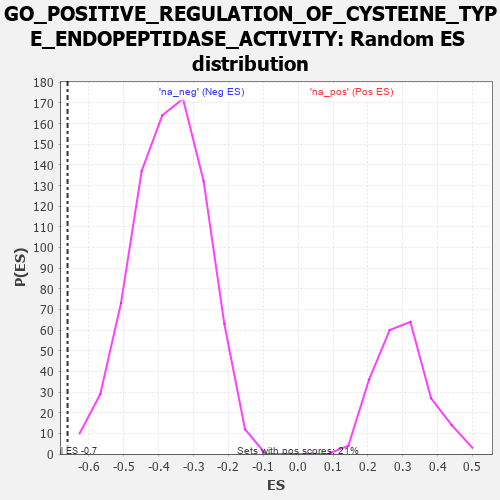 GO_POSITIVE_REGULATION_OF_CYSTEINE_TYP
E_ENDOPEPTIDASE_ACTIVITY: Random ES
distribution
'na_neg' (Neg ES) 'na_pos' (Pos ES)
180
170
160
150
140
130
120
110
100
90
80
70
60
50
40
30
20
10
0
P(ES)
ES -0.7 Sets with pos scores: 21%
-0.6 -0.5 -0.4 -0.3 -0.2 -0.1 0.0 0.1 0.2 0.3 0.4 0.5
ES